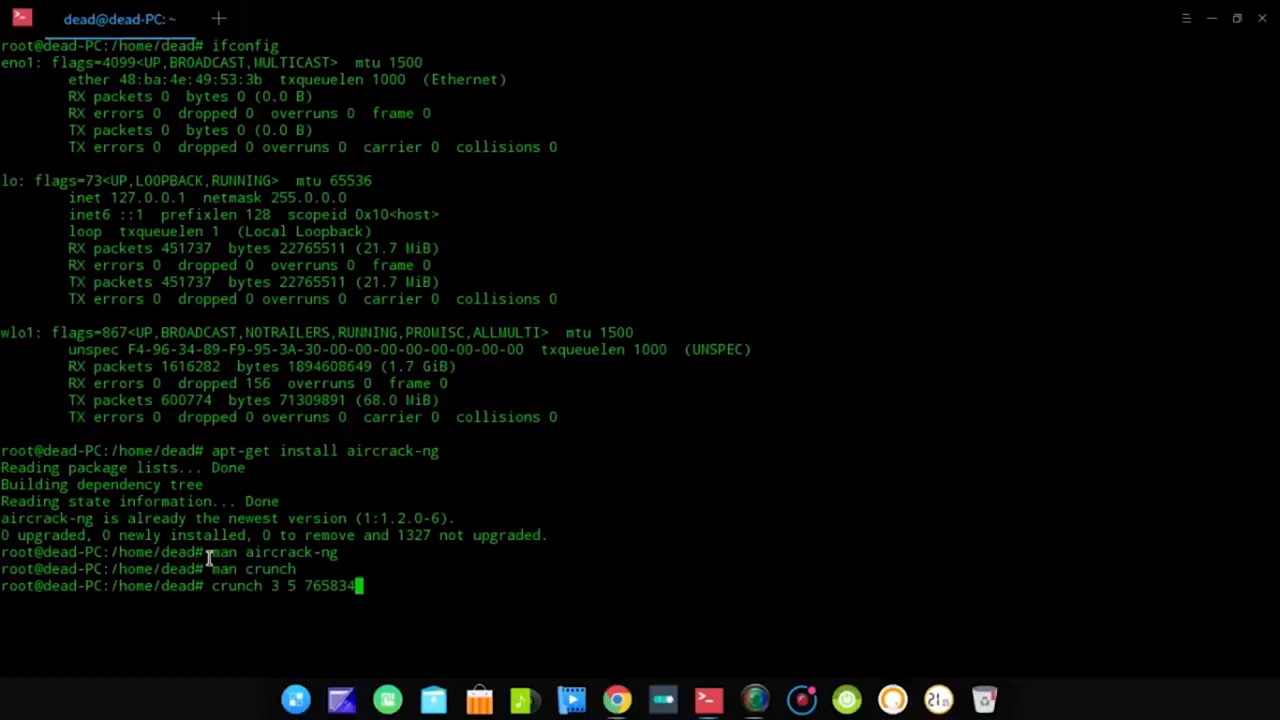 dead@dead-PC: ~
root@dead-PC:/home/dead# ifconfig
eno1: flags=4099<UP,BROADCAST,MULTICAST>  mtu 1500
        ether 48:ba:4e:49:53:3b  txqueuelen 1000  (Ethernet)
        RX packets 0  bytes 0 (0.0 B)
        RX errors 0  dropped 0  overruns 0  frame 0
        TX packets 0  bytes 0 (0.0 B)
        TX errors 0  dropped 0 overruns 0  carrier 0  collisions 0
lo: flags=73<UP,LOOPBACK,RUNNING>  mtu 65536
        inet 127.0.0.1  netmask 255.0.0.0
        inet6 ::1  prefixlen 128  scopeid 0x10<host>
        loop  txqueuelen 1  (Local Loopback)
        RX packets 451737  bytes 22765511 (21.7 MiB)
        RX errors 0  dropped 0  overruns 0  frame 0
        TX packets 451737  bytes 22765511 (21.7 MiB)
        TX errors 0  dropped 0 overruns 0  carrier 0  collisions 0
wlo1: flags=867<UP,BROADCAST,NOTRAILERS,RUNNING,PROMISC,ALLMULTI>  mtu 1500
        unspec F4-96-34-89-F9-95-3A-30-00-00-00-00-00-00-00-00  txqueuelen 1000  (UNSPEC)
        RX packets 1616282  bytes 1894608649 (1.7 GiB)
        RX errors 0  dropped 156  overruns 0  frame 0
        TX packets 600774  bytes 71309891 (68.0 MiB)
        TX errors 0  dropped 0 overruns 0  carrier 0  collisions 0
root@dead-PC:/home/dead# apt-get install aircrack-ng
Reading package lists... Done
Building dependency tree
Reading state information... Done
aircrack-ng is already the newest version (1:1.2.0-6).
0 upgraded, 0 newly installed, 0 to remove and 1327 not upgraded.
root@dead-PC:/home/dead# man aircrack-ng
root@dead-PC:/home/dead# man crunch
root@dead-PC:/home/dead# crunch 3 5 765834
21